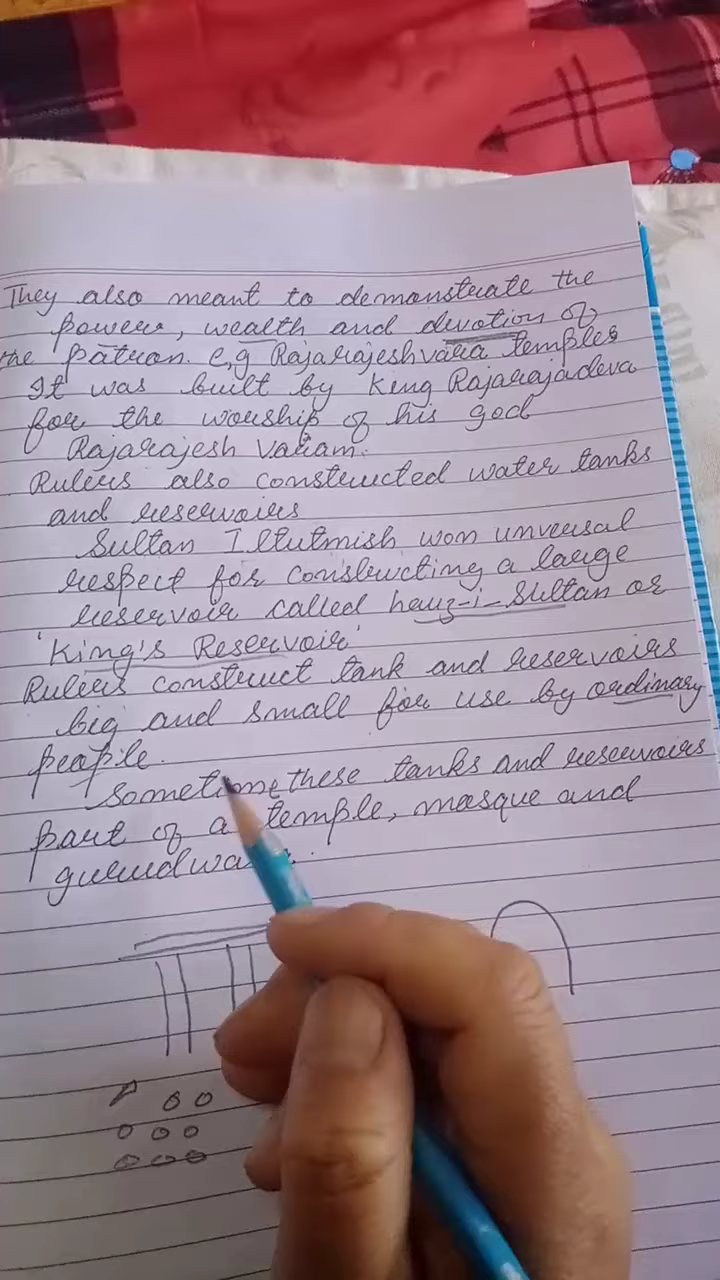 They also meant to demonstrate the
powers, wealth and devotion of
the patron. e,g Rajarajeshvara temples
It was built by King Rajarajadeva
for the worship of his god
Rajarajesh varam.
Rulers also constructed water tanks
and reservoirs
Sultan Iltutmish won unversal
respect for constructing a large
reservoir called hauz-i-Sultan or
'King's Reservoir'
Rulers construct tank and reservoirs
big and small for use by ordinary
people.
Sometime these tanks and reservoirs
part of a temple, masque and